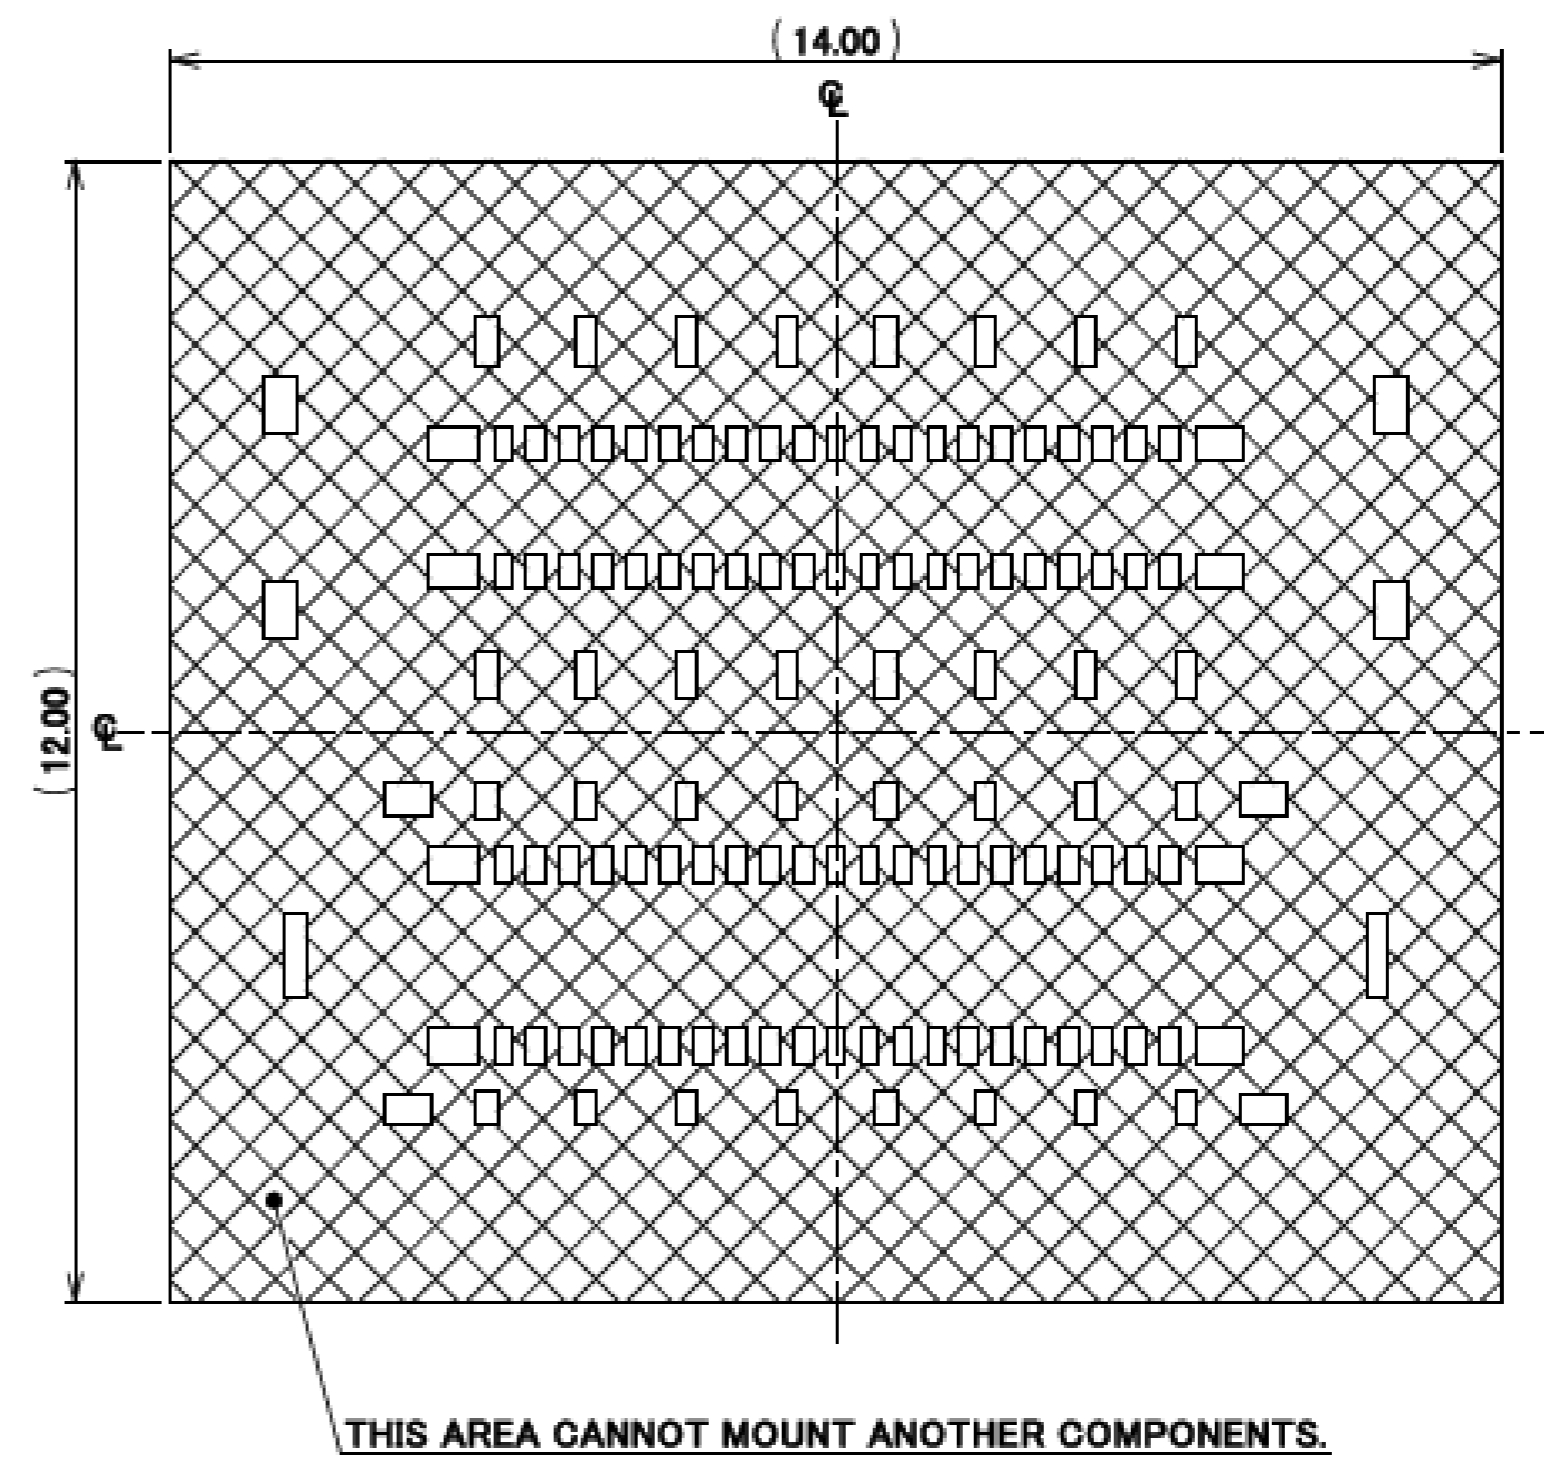 (14.00)
℄
(12.00)
℄
THIS AREA CANNOT MOUNT ANOTHER COMPONENTS.